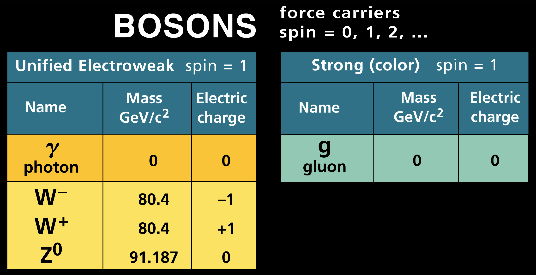 BOSONS
force carriers
spin = 0, 1, 2, ...
Unified Electroweak spin = 1
Name Mass GeV/c² Electric charge
γ photon 0 0
W⁻ 80.4 –1
W⁺ 80.4 +1
Z⁰ 91.187 0
Strong (color) spin = 1
Name Mass GeV/c² Electric charge
g gluon 0 0